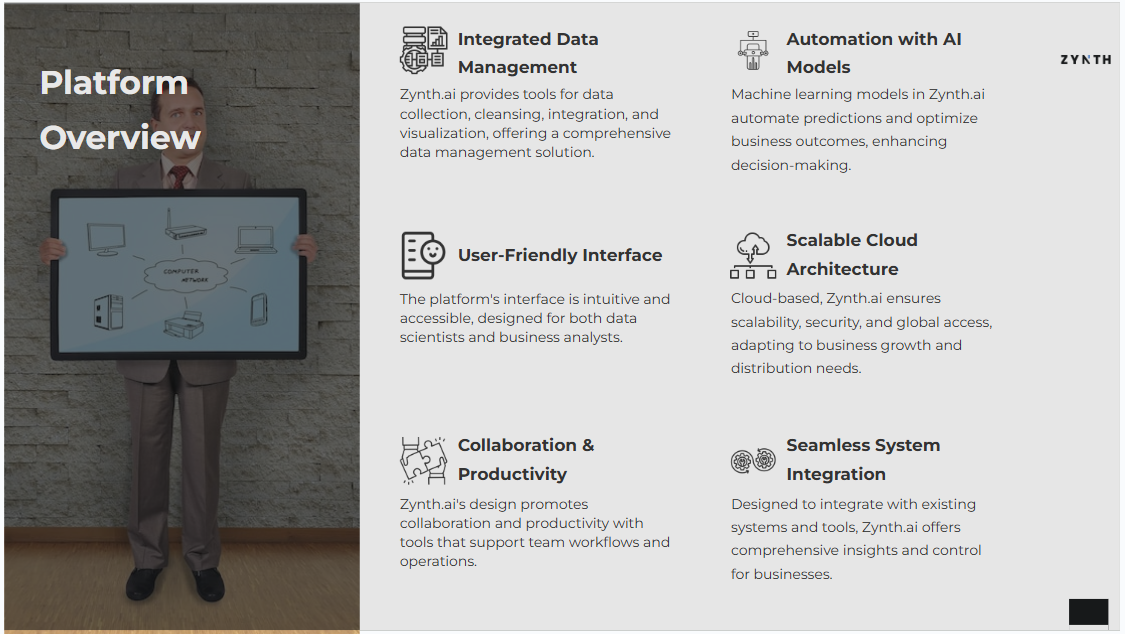 Platform
Overview
COMPUTER
NETWORK
Integrated Data
Management
Zynth.ai provides tools for data
collection, cleansing, integration, and
visualization, offering a comprehensive
data management solution.
Automation with AI
Models
Machine learning models in Zynth.ai
automate predictions and optimize
business outcomes, enhancing
decision-making.
ZYNTH
User-Friendly Interface
The platform's interface is intuitive and
accessible, designed for both data
scientists and business analysts.
Scalable Cloud
Architecture
Cloud-based, Zynth.ai ensures
scalability, security, and global access,
adapting to business growth and
distribution needs.
Collaboration &
Productivity
Zynth.ai's design promotes
collaboration and productivity with
tools that support team workflows and
operations.
Seamless System
Integration
Designed to integrate with existing
systems and tools, Zynth.ai offers
comprehensive insights and control
for businesses.